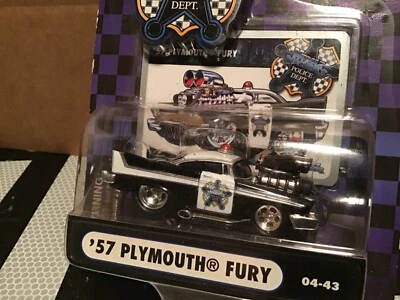 DEPT.
'57 PLYMOUTH® FURY
POLICE
DEPT.
'57 PLYMOUTH® FURY
04-43